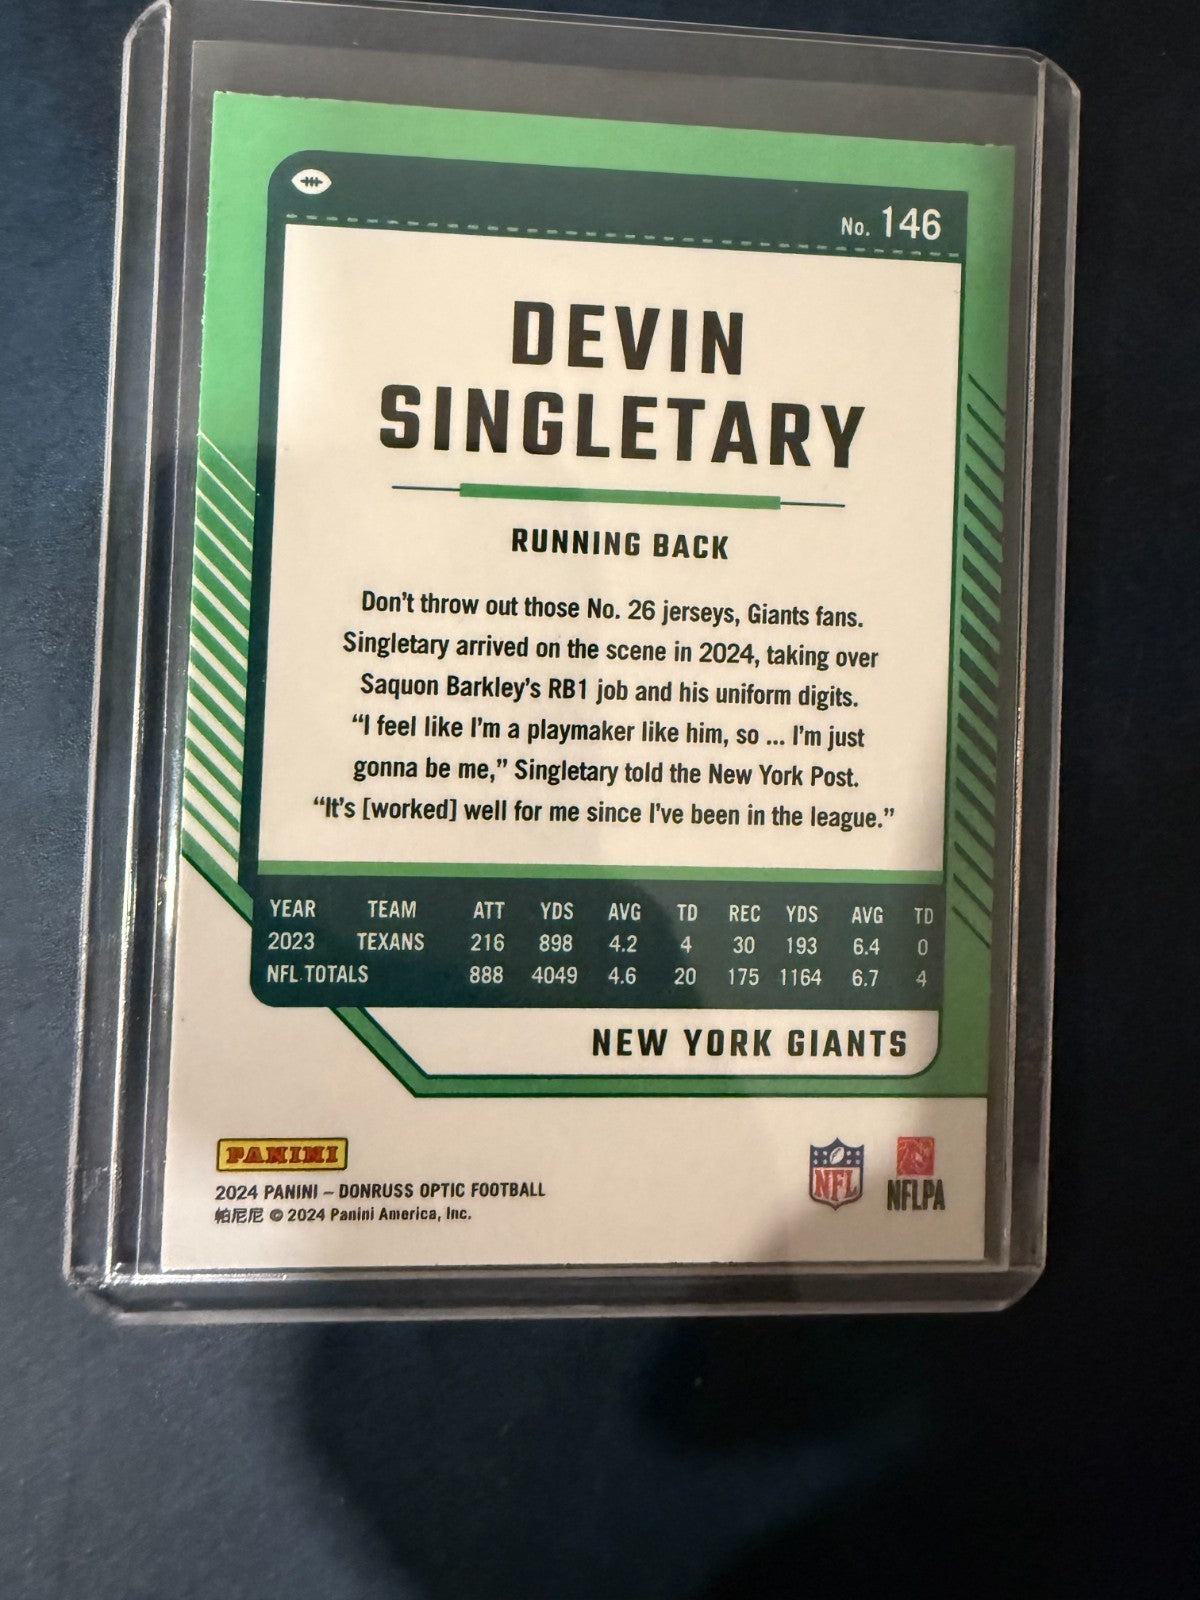 No. 146
DEVIN
SINGLETARY
RUNNING BACK
Don't throw out those No. 26 jerseys, Giants fans.
Singletary arrived on the scene in 2024, taking over
Saquon Barkley's RB1 job and his uniform digits.
“I feel like I'm a playmaker like him, so ... I'm just
gonna be me,” Singletary told the New York Post.
“It's [worked] well for me since I've been in the league.”
YEAR TEAM ATT YDS AVG TD REC YDS AVG TD
2023 TEXANS 216 898 4.2 4 30 193 6.4 0
NFL TOTALS 888 4049 4.6 20 175 1164 6.7 4
NEW YORK GIANTS
PANINI
2024 PANINI – DONRUSS OPTIC FOOTBALL
帕尼尼 © 2024 Panini America, Inc.
NFL
NFLPA